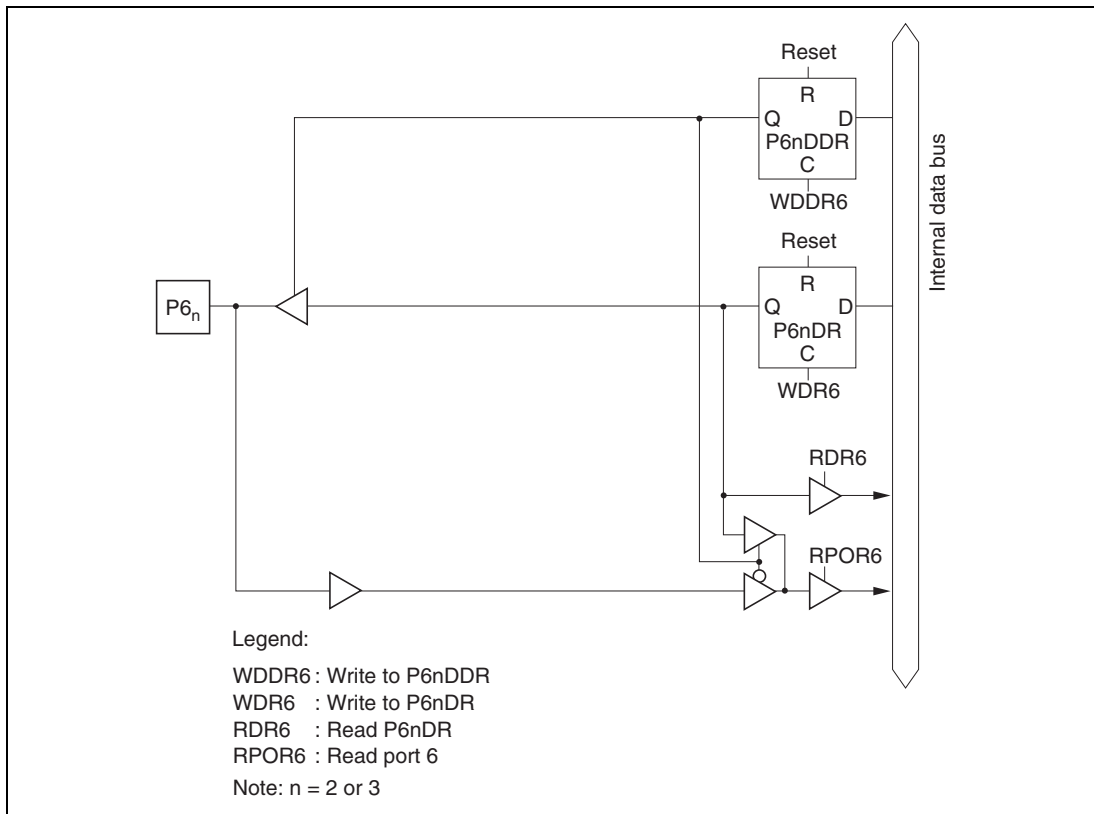 Reset
R
Q D
P6nDDR
C
WDDR6
Internal data bus
Reset
R
P6n
Q D
P6nDR
C
WDR6
RDR6
RPOR6
Legend:
WDDR6 : Write to P6nDDR
WDR6 : Write to P6nDR
RDR6 : Read P6nDR
RPOR6 : Read port 6
Note: n = 2 or 3